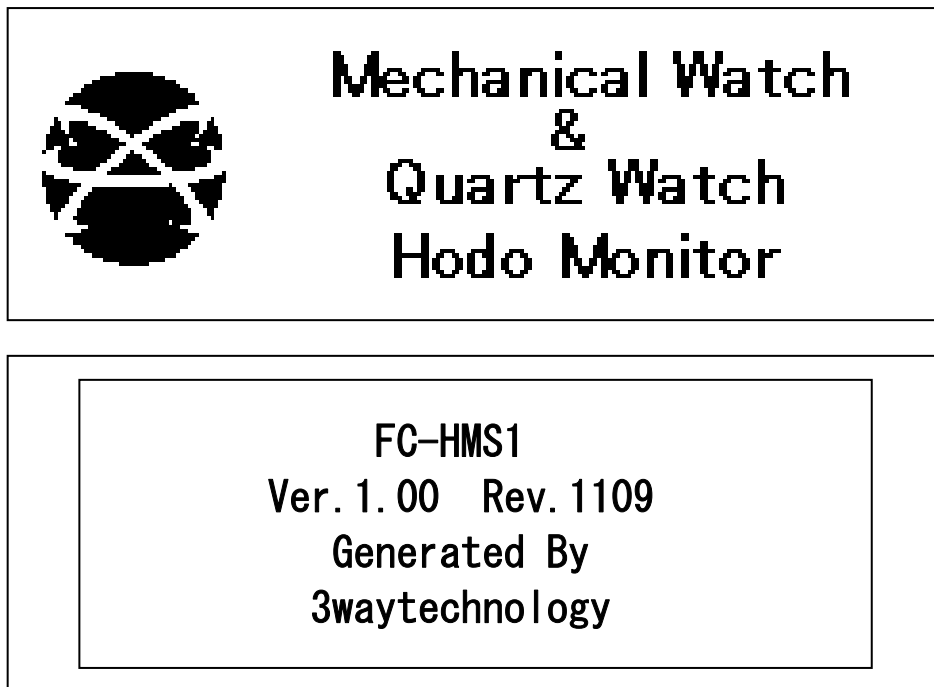 Mechanical Watch
&
Quartz Watch
Hodo Monitor
FC-HMS1
Ver.1.00 Rev.1109
Generated By
3waytechnology